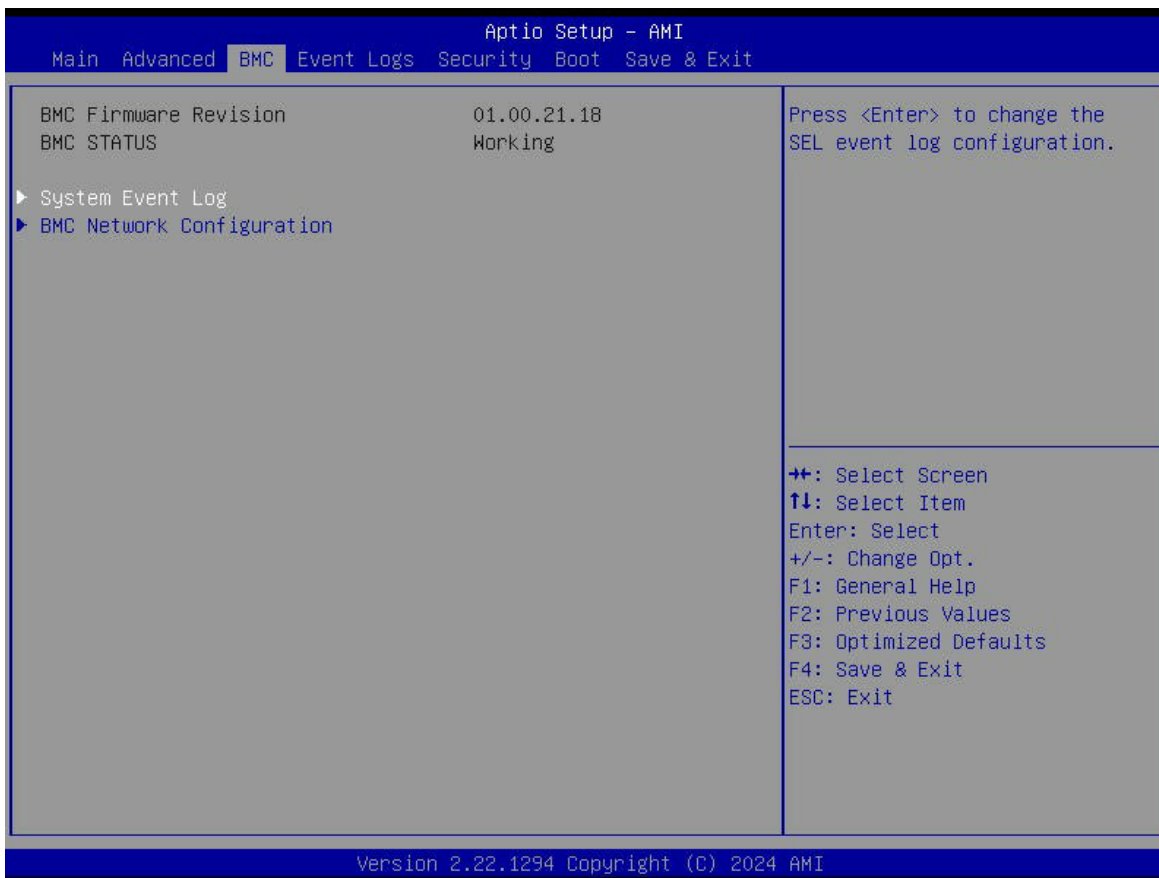 Aptio Setup - AMI
Main Advanced BMC Event Logs Security Boot Save & Exit
BMC Firmware Revision 01.00.21.18
BMC STATUS Working
▶ System Event Log
▶ BMC Network Configuration
Press <Enter> to change the
SEL event log configuration.
→←: Select Screen
↑↓: Select Item
Enter: Select
+/-: Change Opt.
F1: General Help
F2: Previous Values
F3: Optimized Defaults
F4: Save & Exit
ESC: Exit
Version 2.22.1294 Copyright (C) 2024 AMI